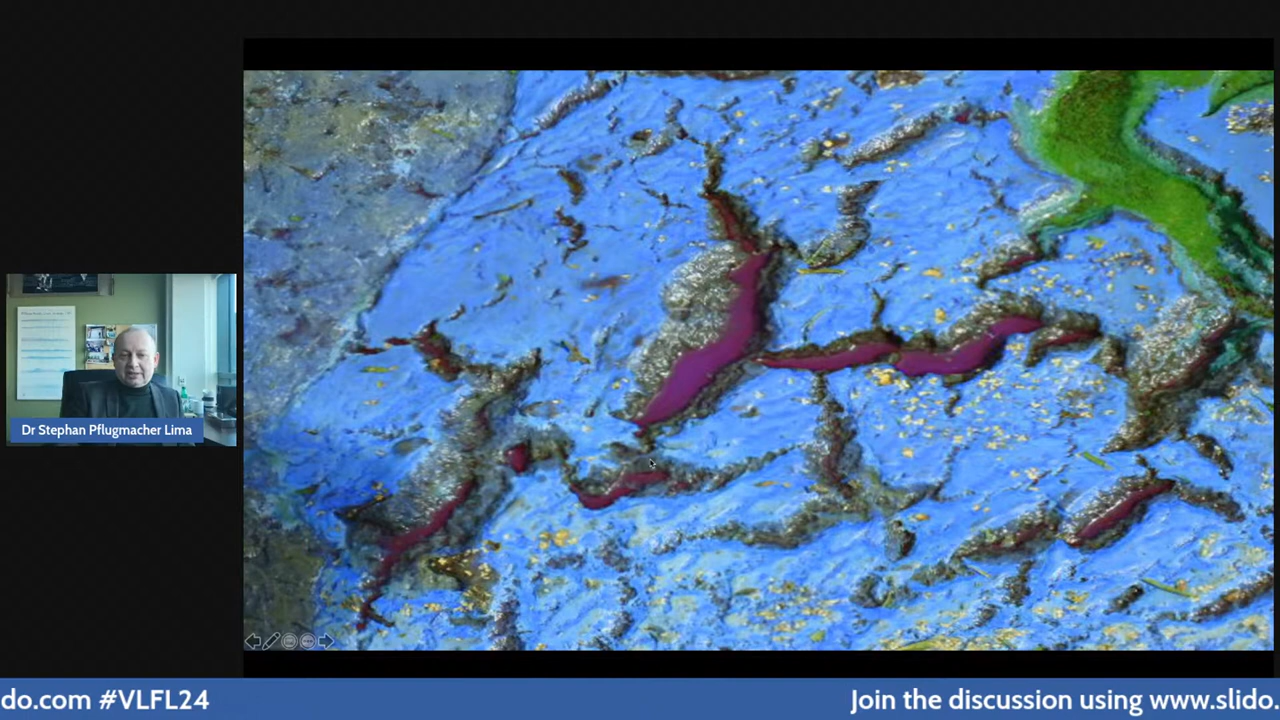 Dr Stephan Pflugmacher Lima
do.com #VLFL24
Join the discussion using www.slido.